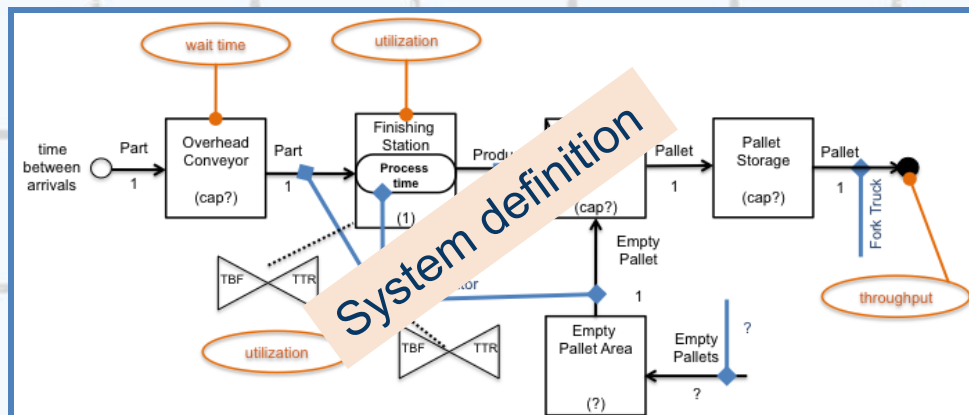 wait time
utilization
time
between
arrivals
Part
1
Overhead
Conveyor
(cap?)
Part
1
Finishing
Station
Process
time
(1)
(cap?)
Pallet
1
Pallet
Storage
(cap?)
Pallet
1
Fork Truck
throughput
System definition
TBF
TTR
utilization
TBF
TTR
Empty
Pallet
1
Empty
Pallet Area
(?)
?
Empty
Pallets
?